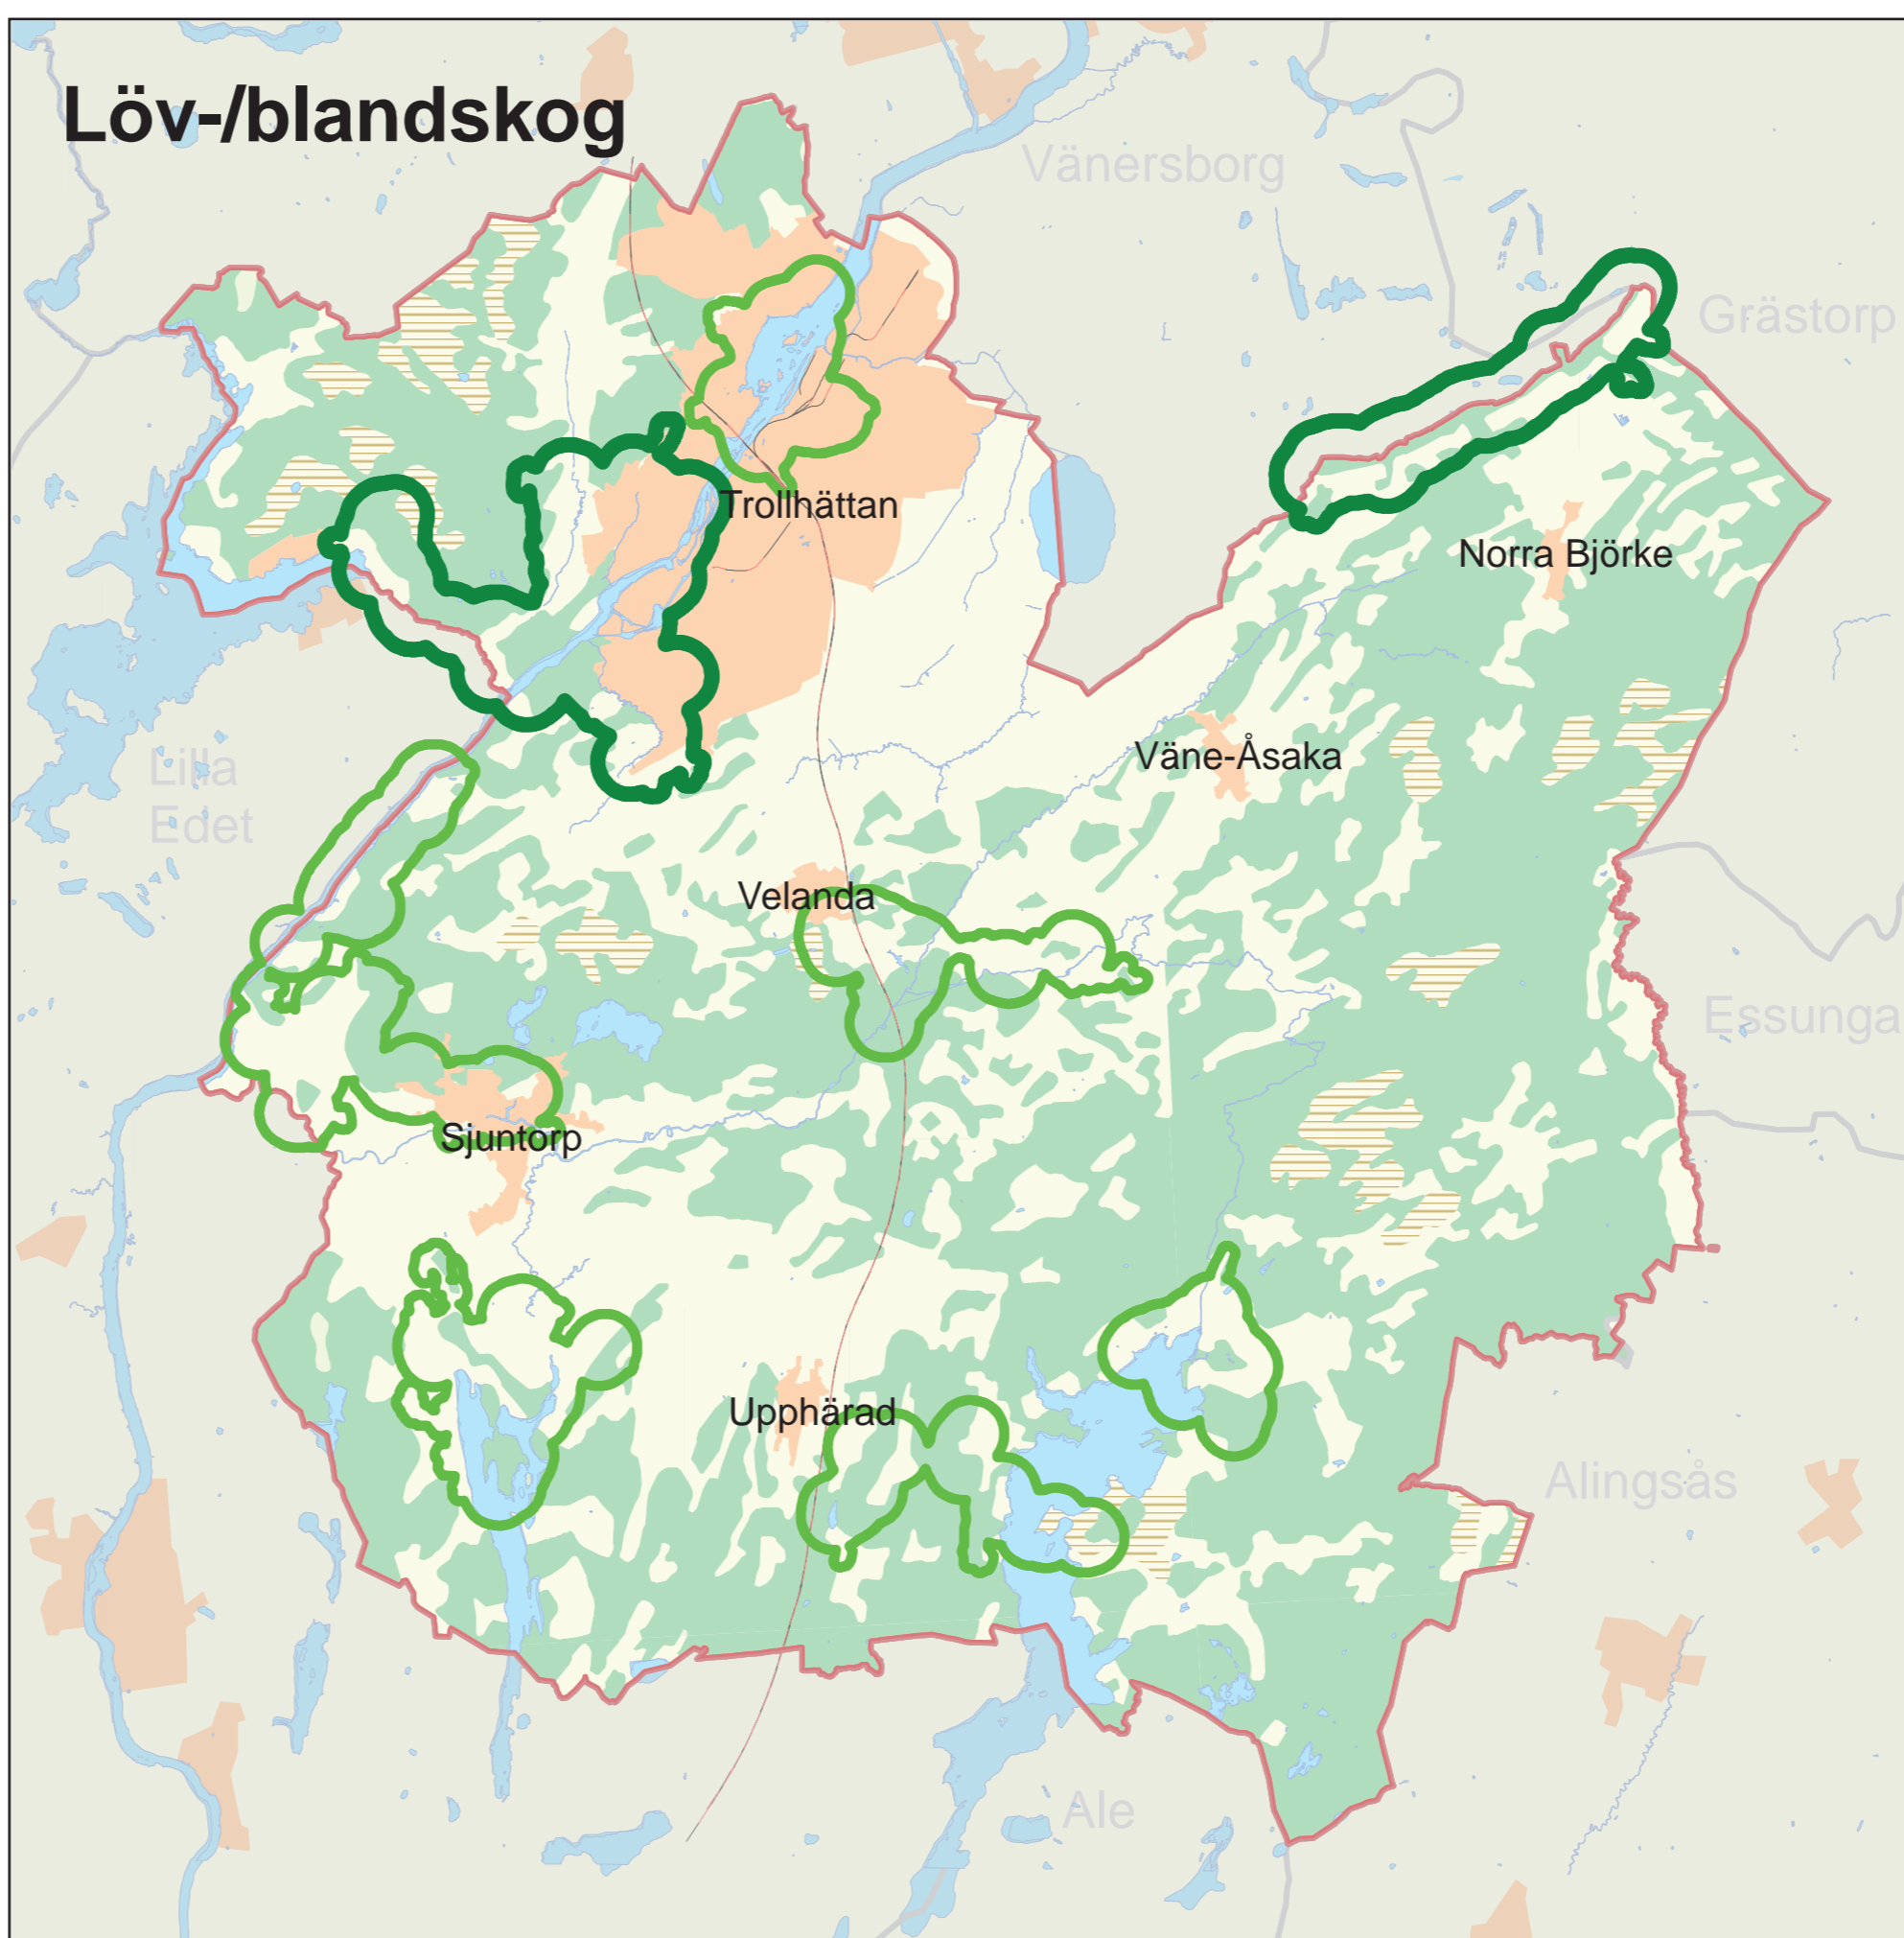 Löv-/blandskog
Vänersborg
Grästorp
Trollhättan
Norra Björke
Väne-Åsaka
Lilla
Edet
Velanda
Essunga
Sjuntorp
Upphärad
Alingsås
Ale